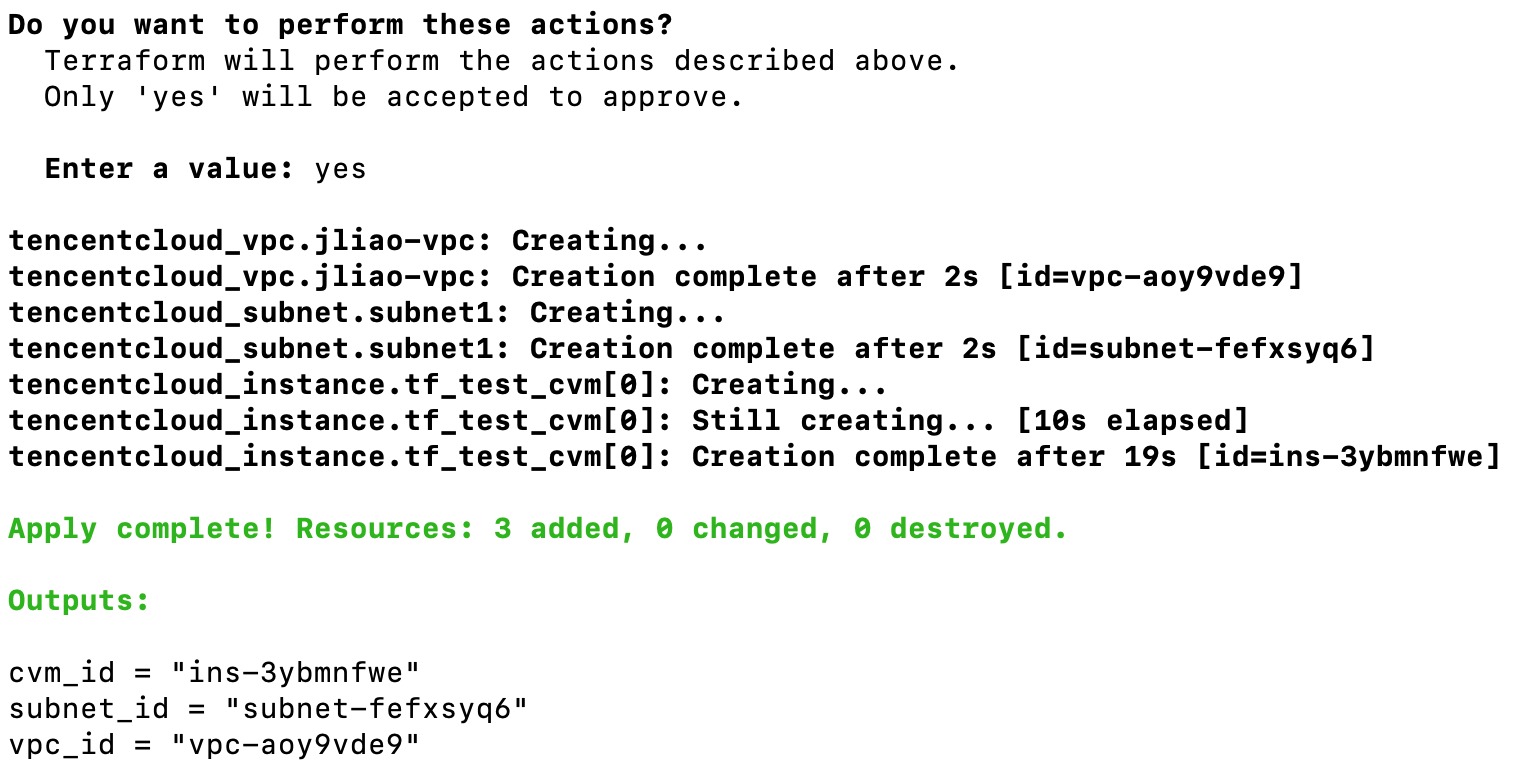 Do you want to perform these actions?
  Terraform will perform the actions described above.
  Only 'yes' will be accepted to approve.

  Enter a value: yes

tencentcloud_vpc.jliao-vpc: Creating...
tencentcloud_vpc.jliao-vpc: Creation complete after 2s [id=vpc-aoy9vde9]
tencentcloud_subnet.subnet1: Creating...
tencentcloud_subnet.subnet1: Creation complete after 2s [id=subnet-fefxsyq6]
tencentcloud_instance.tf_test_cvm[0]: Creating...
tencentcloud_instance.tf_test_cvm[0]: Still creating... [10s elapsed]
tencentcloud_instance.tf_test_cvm[0]: Creation complete after 19s [id=ins-3ybmnfwe]

Apply complete! Resources: 3 added, 0 changed, 0 destroyed.

Outputs:

cvm_id = "ins-3ybmnfwe"
subnet_id = "subnet-fefxsyq6"
vpc_id = "vpc-aoy9vde9"